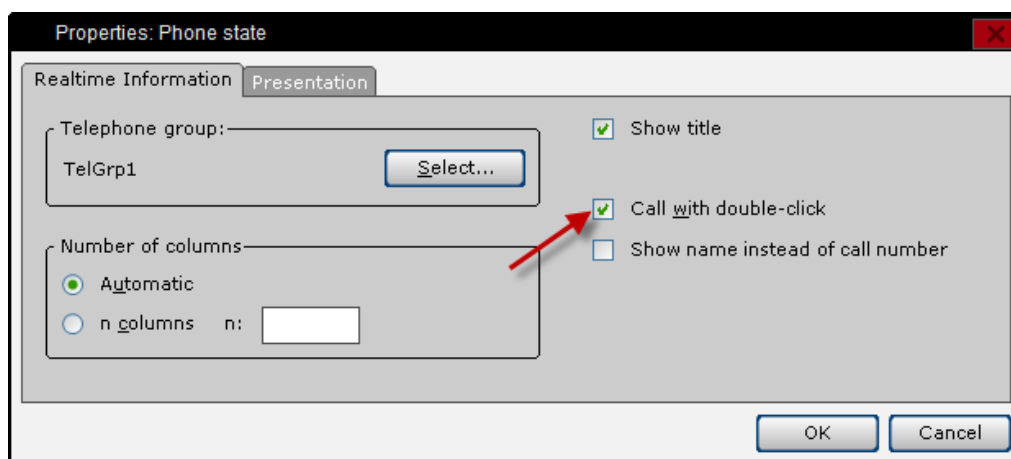 Properties: Phone state
Realtime Information Presentation
Telephone group:
TelGrp1 Select...
Show title
Call with double-click
Show name instead of call number
Number of columns
Automatic
n columns n:
OK Cancel